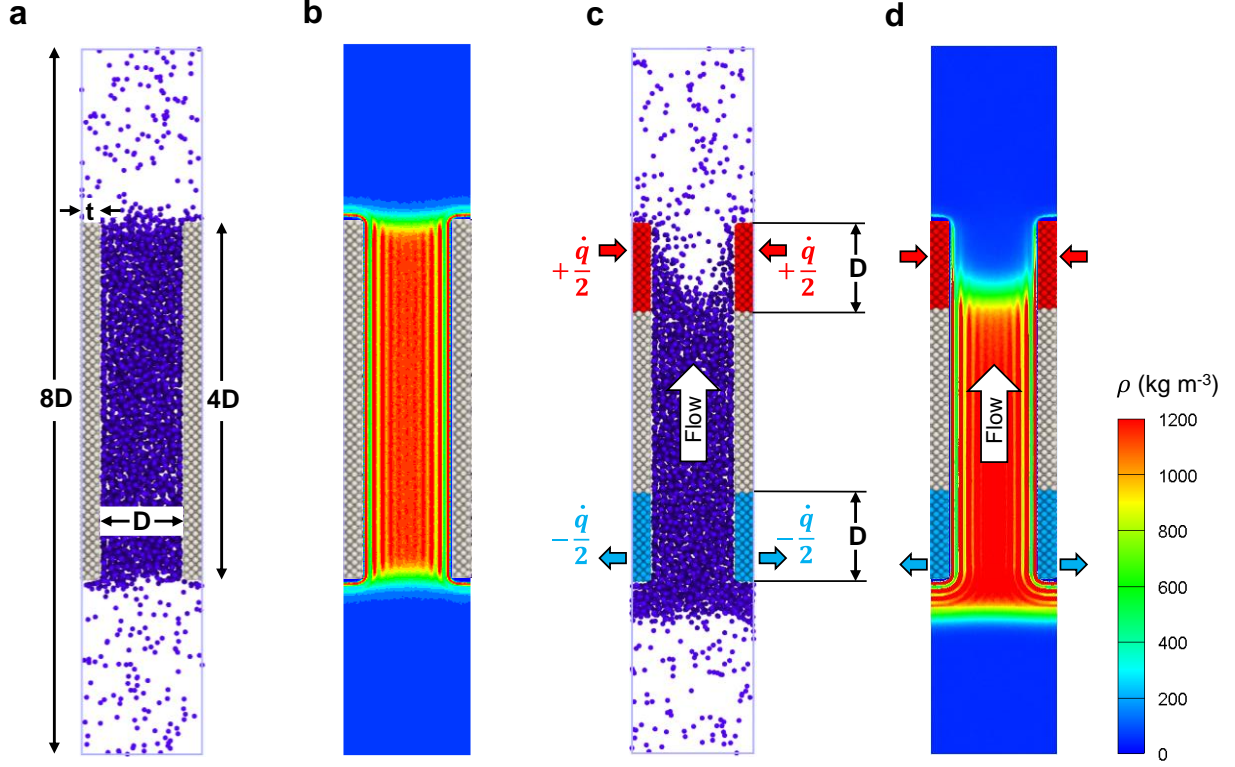 a
b
c
d
t
8D
4D
D
+ q̇/2
+ q̇/2
D
Flow
− q̇/2
− q̇/2
D
Flow
ρ (kg m-3)
1200
1000
800
600
400
200
0